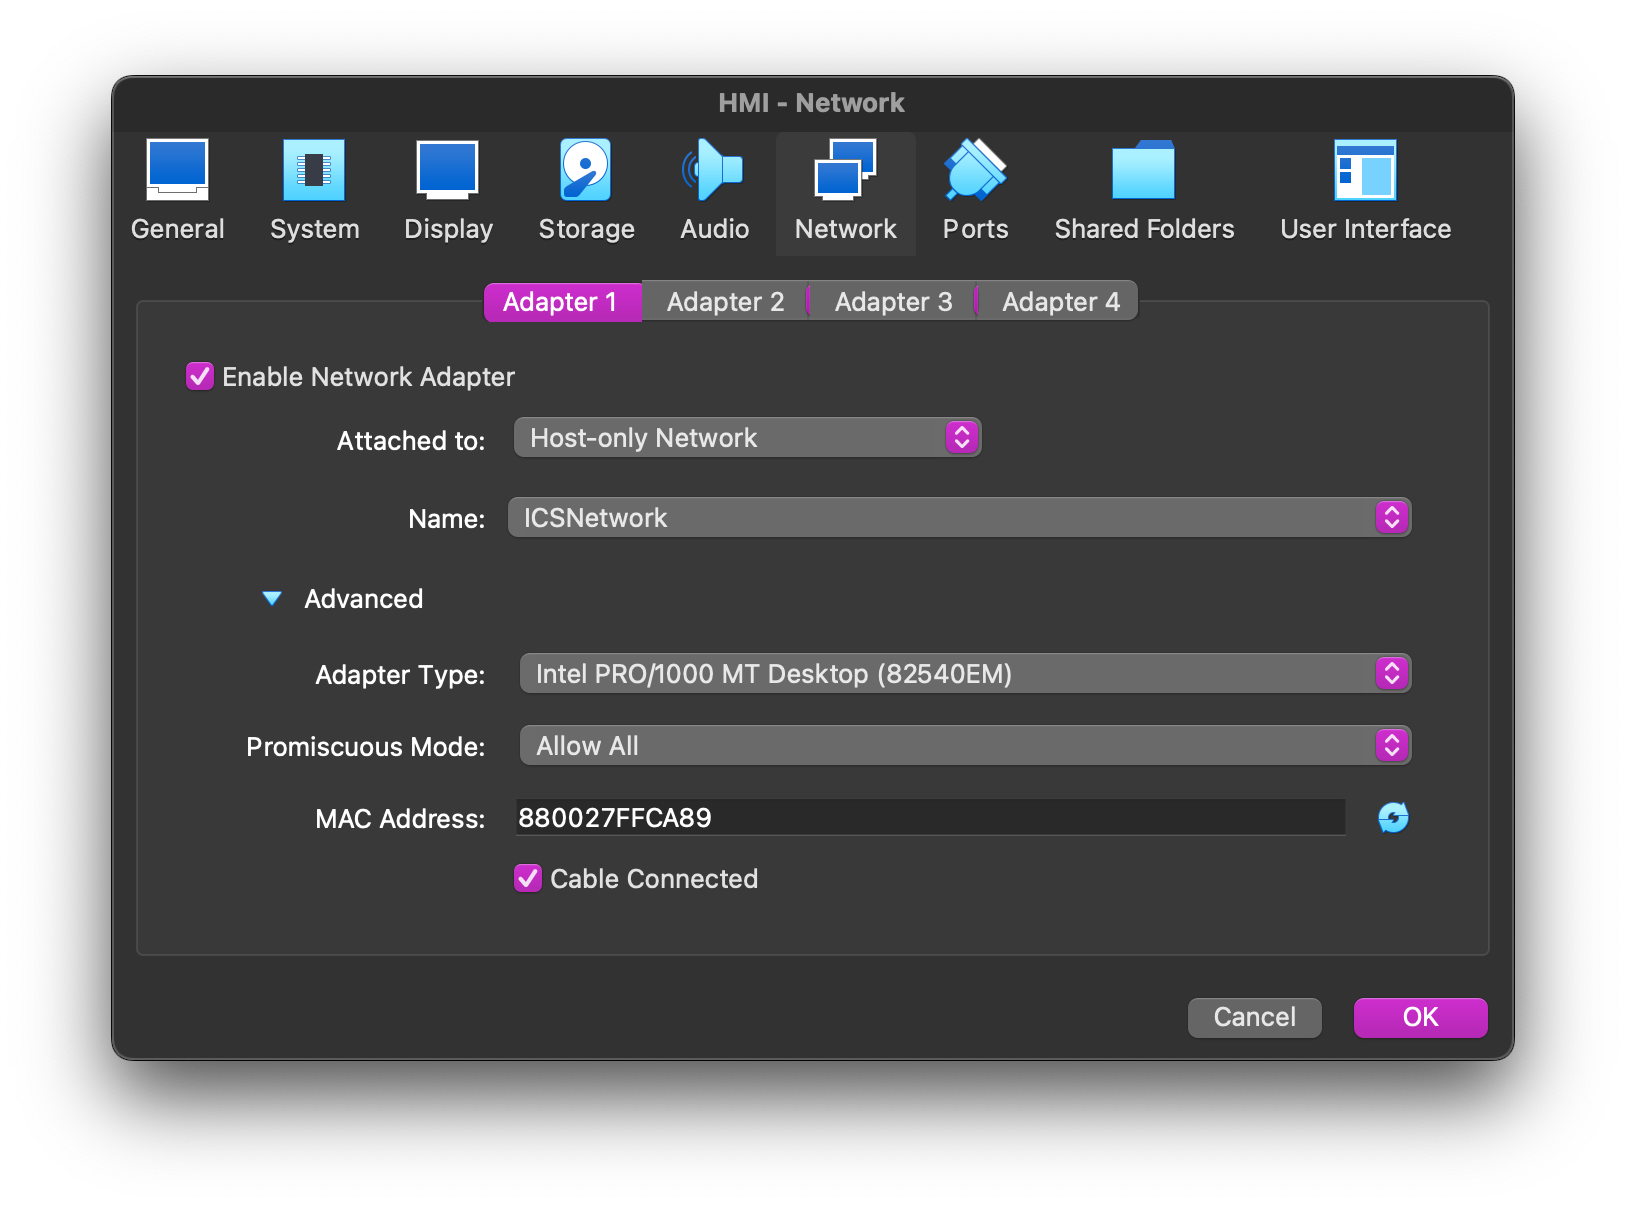 HMI - Network
General System Display Storage Audio Network Ports Shared Folders User Interface
Adapter 1 Adapter 2 Adapter 3 Adapter 4
Enable Network Adapter
Attached to: Host-only Network
Name: ICSNetwork
Advanced
Adapter Type: Intel PRO/1000 MT Desktop (82540EM)
Promiscuous Mode: Allow All
MAC Address: 880027FFCA89
Cable Connected
Cancel OK